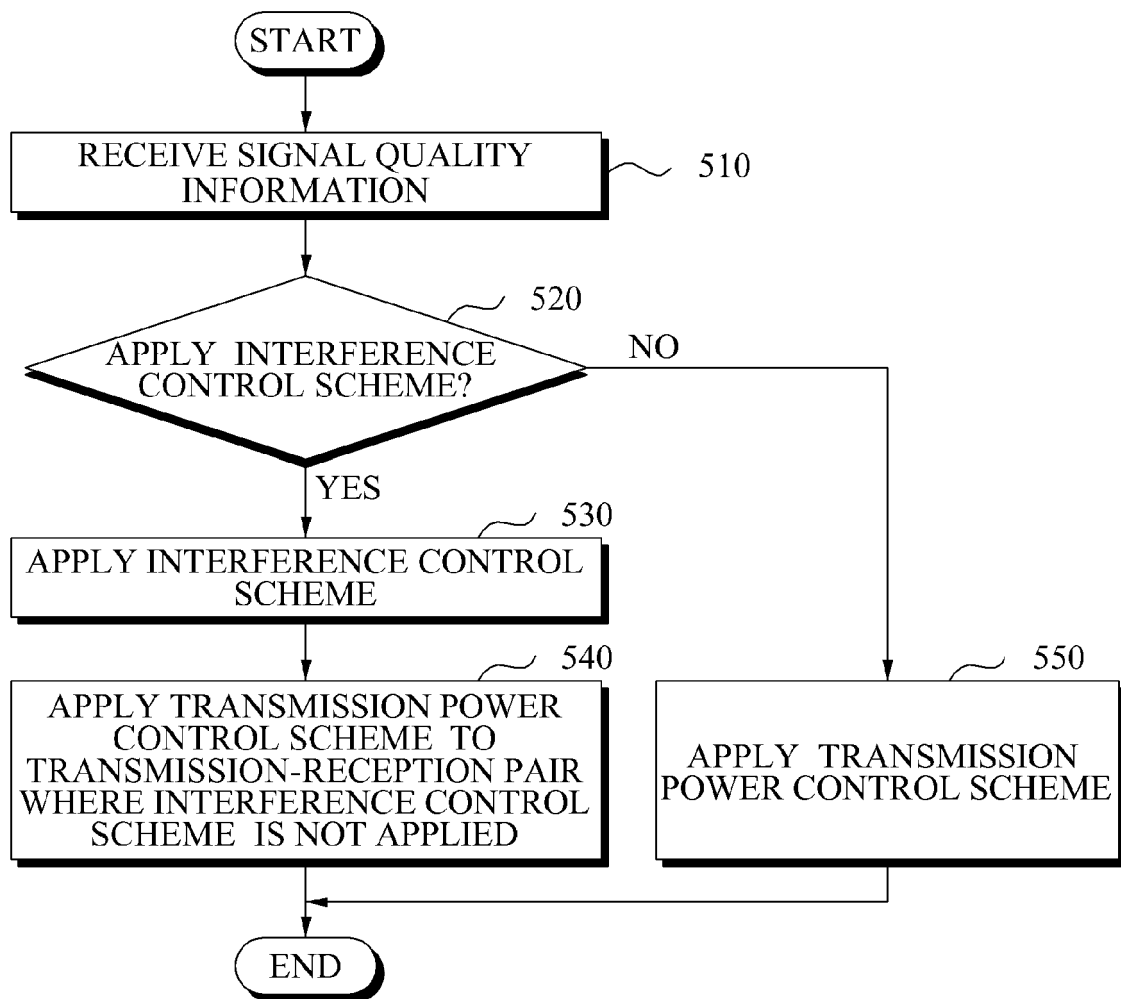 START
RECEIVE SIGNAL QUALITY
INFORMATION
510
520
APPLY INTERFERENCE
CONTROL SCHEME?
NO
YES
530
APPLY INTERFERENCE CONTROL
SCHEME
540
APPLY TRANSMISSION POWER
CONTROL SCHEME TO
TRANSMISSION-RECEPTION PAIR
WHERE INTERFERENCE CONTROL
SCHEME IS NOT APPLIED
550
APPLY TRANSMISSION
POWER CONTROL SCHEME
END